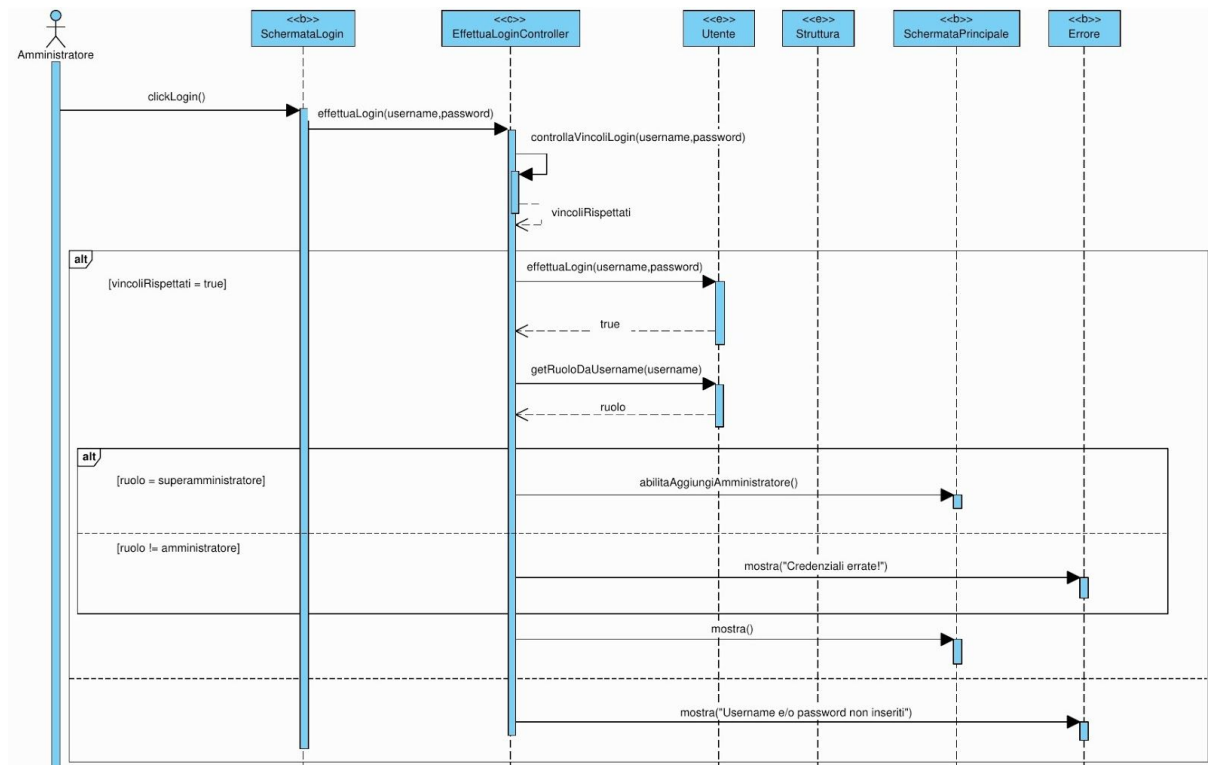 <<b>>
SchermataLogin
<<c>>
EffettuaLoginController
<<e>>
Utente
<<e>>
Struttura
<<b>>
SchermataPrincipale
<<b>>
Errore
Amministratore
clickLogin()
effettuaLogin(username,password)
controllaVincoliLogin(username,password)
vincoliRispettati
alt
effettuaLogin(username,password)
[vincoliRispettati = true]
true
getRuoloDaUsername(username)
ruolo
alt
[ruolo = superamministratore]
abilitaAggiungiAmministratore()
[ruolo != amministratore]
mostra("Credenziali errate!")
mostra()
mostra("Username e/o password non inseriti")